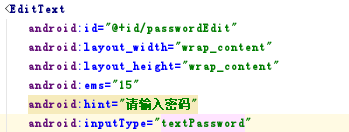 <EditText
android:id="@+id/passwordEdit"
android:layout_width="wrap_content"
android:layout_height="wrap_content"
android:ems="15"
android:hint="请输入密码"
android:inputType="textPassword"